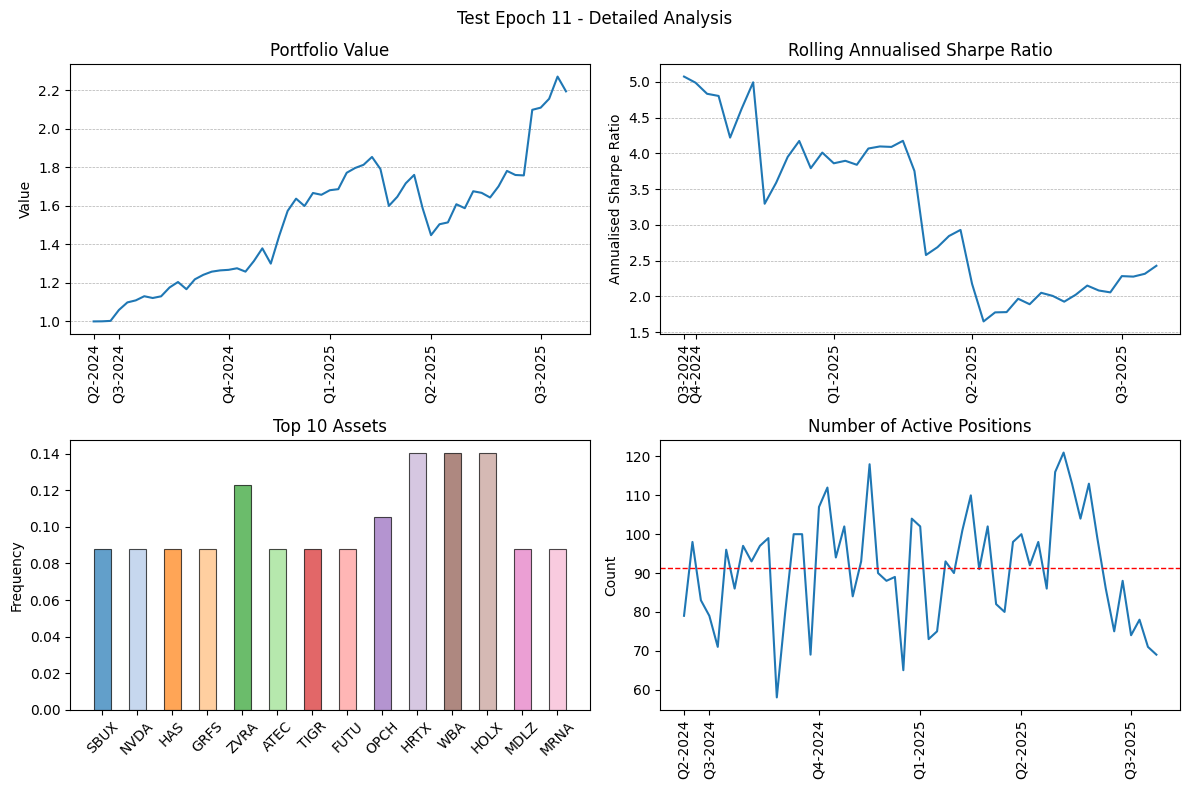 Test Epoch 11 - Detailed Analysis
Portfolio Value
Value
2.2
2.0
1.8
1.6
1.4
1.2
1.0
Q2-2024
Q3-2024
Q4-2024
Q1-2025
Q2-2025
Q3-2025
Rolling Annualised Sharpe Ratio
Annualised Sharpe Ratio
5.0
4.5
4.0
3.5
3.0
2.5
2.0
1.5
Q3-2024
Q4-2024
Q1-2025
Q2-2025
Q3-2025
Top 10 Assets
Frequency
0.14
0.12
0.10
0.08
0.06
0.04
0.02
0.00
SBUX
NVDA
HAS
GRFS
ZVRA
ATEC
TIGR
FUTU
OPCH
HRTX
WBA
HOLX
MDLZ
MRNA
Number of Active Positions
Count
120
110
100
90
80
70
60
Q2-2024
Q3-2024
Q4-2024
Q1-2025
Q2-2025
Q3-2025